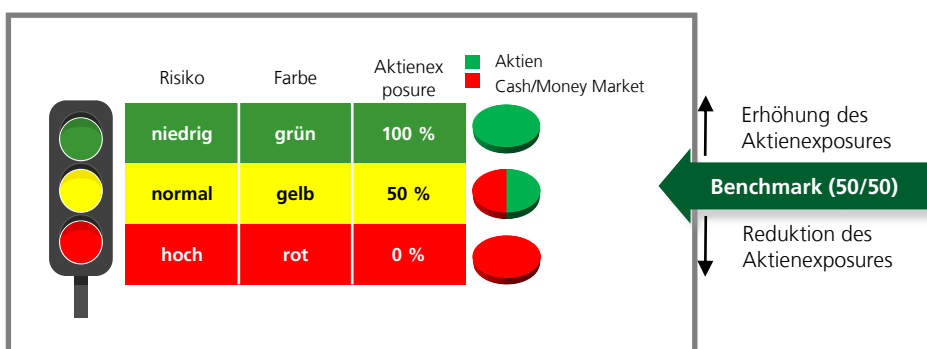 Risiko Farbe Aktienex
posure
Aktien
Cash/Money Market
niedrig grün 100 %
normal gelb 50 %
hoch rot 0 %
Erhöhung des
Aktienexposures
Benchmark (50/50)
Reduktion des
Aktienexposures